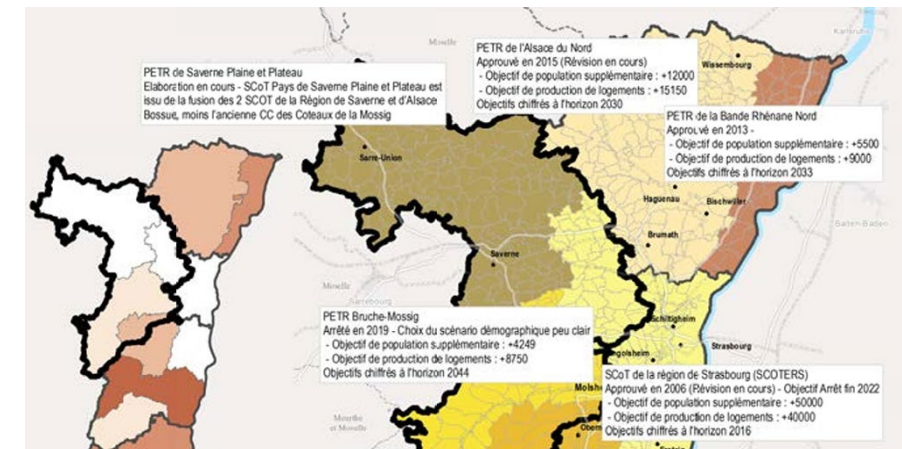 Karlsruhe
Moselle
PETR de l'Alsace du Nord
Approuvé en 2015 (Révision en cours)
- Objectif de population supplémentaire : +12000
- Objectif de production de logements : +15150
Objectifs chiffrés à l'horizon 2030
Wissembourg
PETR de Saverne Plaine et Plateau
Elaboration en cours - SCoT Pays de Saverne Plaine et Plateau est
issu de la fusion des 2 SCOT de la Région de Saverne et d'Alsace
Bossue, moins l'ancienne CC des Coteaux de la Mossig
PETR de la Bande Rhénane Nord
Approuvé en 2013 -
- Objectif de population supplémentaire : +5500
- Objectif de production de logements : +9000
Objectifs chiffrés à l'horizon 2033
Sarre-Union
Haguenau
Bischwiller
Baden-Baden
Brumath
Saverne
Moselle
Sarrebourg
PETR Bruche-Mossig
Arrêté en 2019 - Choix du scénario démographique peu clair
- Objectif de population supplémentaire : +4249
- Objectif de production de logements : +8750
Objectifs chiffrés à l'horizon 2044
Schiltigheim
Strasbourg
ngolsheim
SCoT de la région de Strasbourg (SCOTERS)
Approuvé en 2006 (Révision en cours) - Objectif Arrêt fin 2022
- Objectif de population supplémentaire : +50000
- Objectif de production de logements : +40000
Objectifs chiffrés à l'horizon 2016
Molsh
Meurthe
et Moselle
Obern